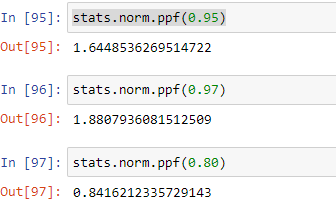 In [95]: stats.norm.ppf(0.95)
Out[95]: 1.6448536269514722
In [96]: stats.norm.ppf(0.97)
Out[96]: 1.8807936081512509
In [97]: stats.norm.ppf(0.80)
Out[97]: 0.8416212335729143